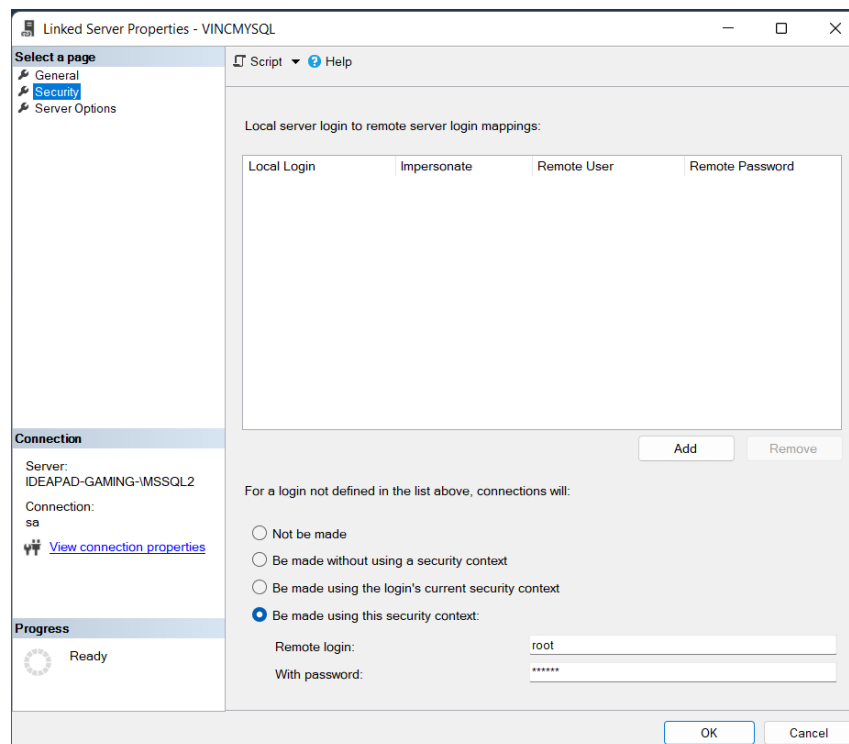 Linked Server Properties - VINCMYSQL
Select a page
General
Security
Server Options
Script Help
Local server login to remote server login mappings:
Local Login Impersonate Remote User Remote Password
Add Remove
Connection
Server:
IDEAPAD-GAMING-\MSSQL2
Connection:
sa
View connection properties
For a login not defined in the list above, connections will:
Not be made
Be made without using a security context
Be made using the login's current security context
Be made using this security context:
Remote login: root
With password: ******
Progress
Ready
OK Cancel